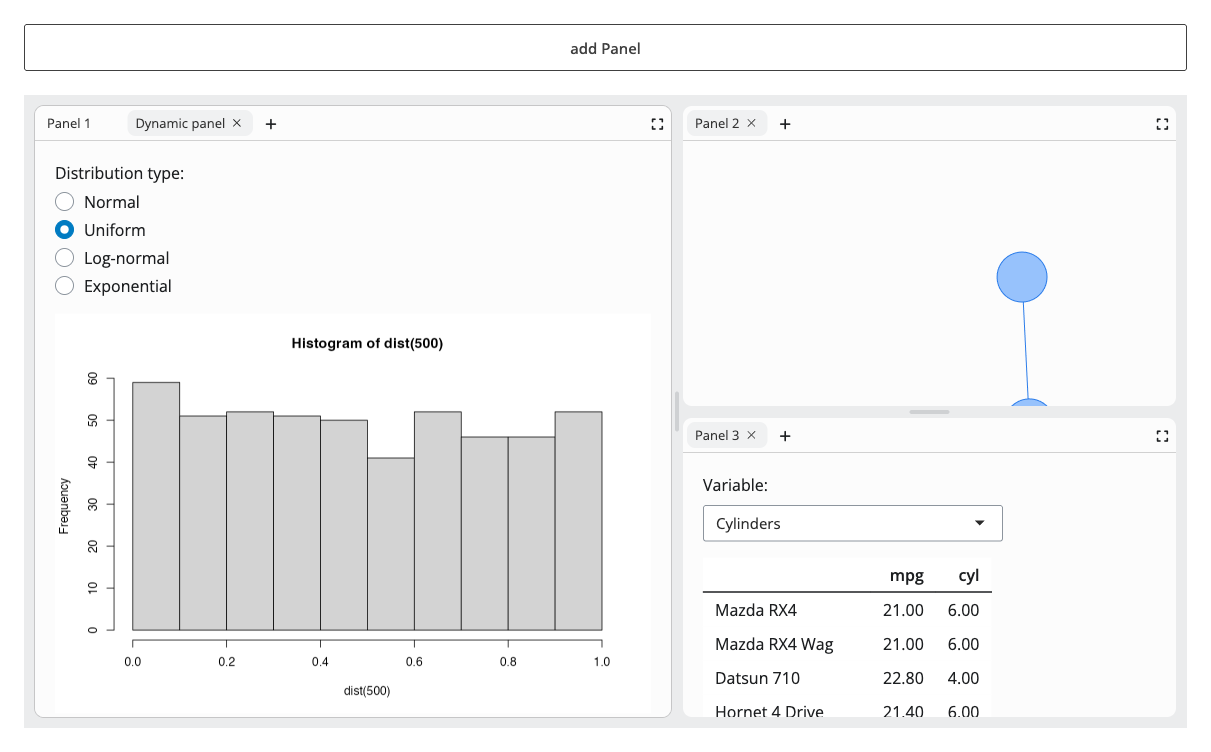 add Panel
Panel 1 Dynamic panel × +
Distribution type:
Normal
Uniform
Log-normal
Exponential
Histogram of dist(500)
Frequency
60
50
40
30
20
10
0
0.0 0.2 0.4 0.6 0.8 1.0
dist(500)
Panel 2 × +
Panel 3 × +
Variable:
Cylinders
mpg cyl
Mazda RX4 21.00 6.00
Mazda RX4 Wag 21.00 6.00
Datsun 710 22.80 4.00
Hornet 4 Drive 21.40 6.00